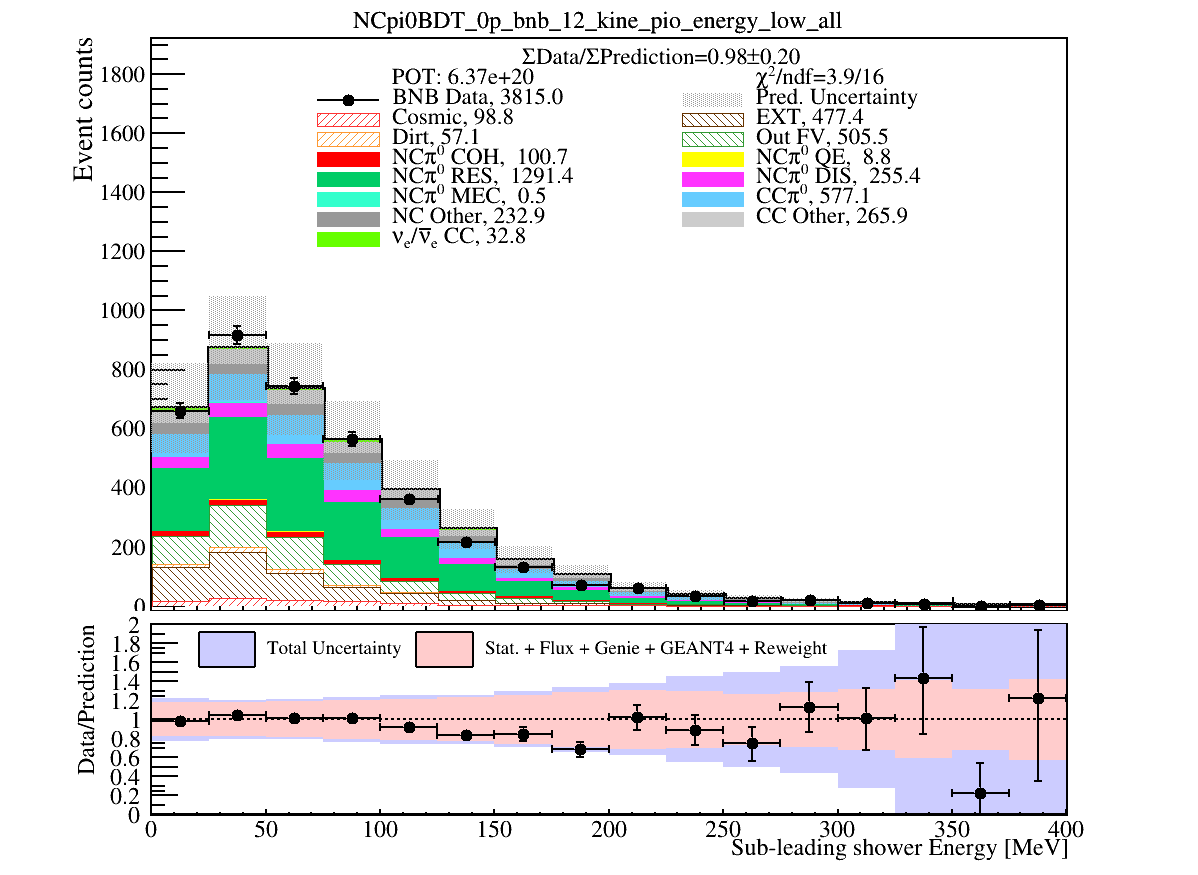 NCpi0BDT_0p_bnb_12_kine_pio_energy_low_all
ΣData/ΣPrediction=0.98±0.20
POT: 6.37e+20
χ²/ndf=3.9/16
BNB Data, 3815.0
Pred. Uncertainty
Cosmic, 98.8
EXT, 477.4
Dirt, 57.1
Out FV, 505.5
NCπ⁰ COH, 100.7
NCπ⁰ QE, 8.8
NCπ⁰ RES, 1291.4
NCπ⁰ DIS, 255.4
NCπ⁰ MEC, 0.5
CCπ⁰, 577.1
NC Other, 232.9
CC Other, 265.9
νₑ/ν̅ₑ CC, 32.8
Event counts
1800
1600
1400
1200
1000
800
600
400
200
0
Total Uncertainty
Stat. + Flux + Genie + GEANT4 + Reweight
Data/Prediction
2
1.8
1.6
1.4
1.2
1
0.8
0.6
0.4
0.2
0
0 50 100 150 200 250 300 350 400
Sub-leading shower Energy [MeV]